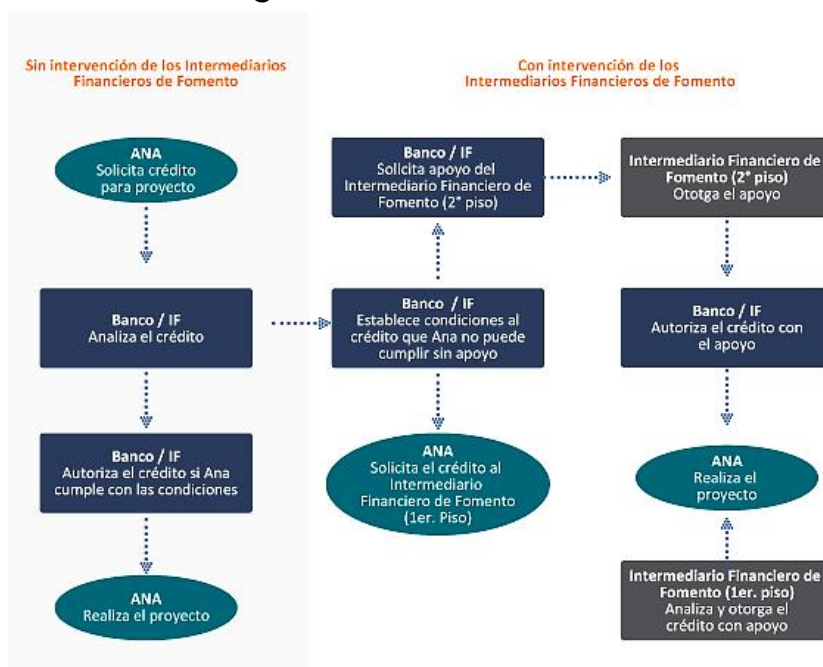 Sin intervención de los Intermediarios
Financieros de Fomento
ANA
Solicita crédito
para proyecto
Banco / IF
Analiza el crédito
Banco / IF
Autoriza el crédito si Ana
cumple con las condiciones
ANA
Realiza el proyecto
Con intervención de los
Intermediarios Financieros de Fomento
Banco / IF
Solicita apoyo del
Intermediario Financiero de
Fomento (2° piso)
Banco / IF
Establece condiciones al
crédito que Ana no puede
cumplir sin apoyo
ANA
Solicita el crédito al
Intermediario
Financiero de Fomento
(1er. Piso)
Intermediario Financiero de
Fomento (2° piso)
Ototga el apoyo
Banco / IF
Autoriza el crédito con
el apoyo
ANA
Realiza el
proyecto
Intermediario Financiero de
Fomento (1er. piso)
Analiza y otorga el
crédito con apoyo